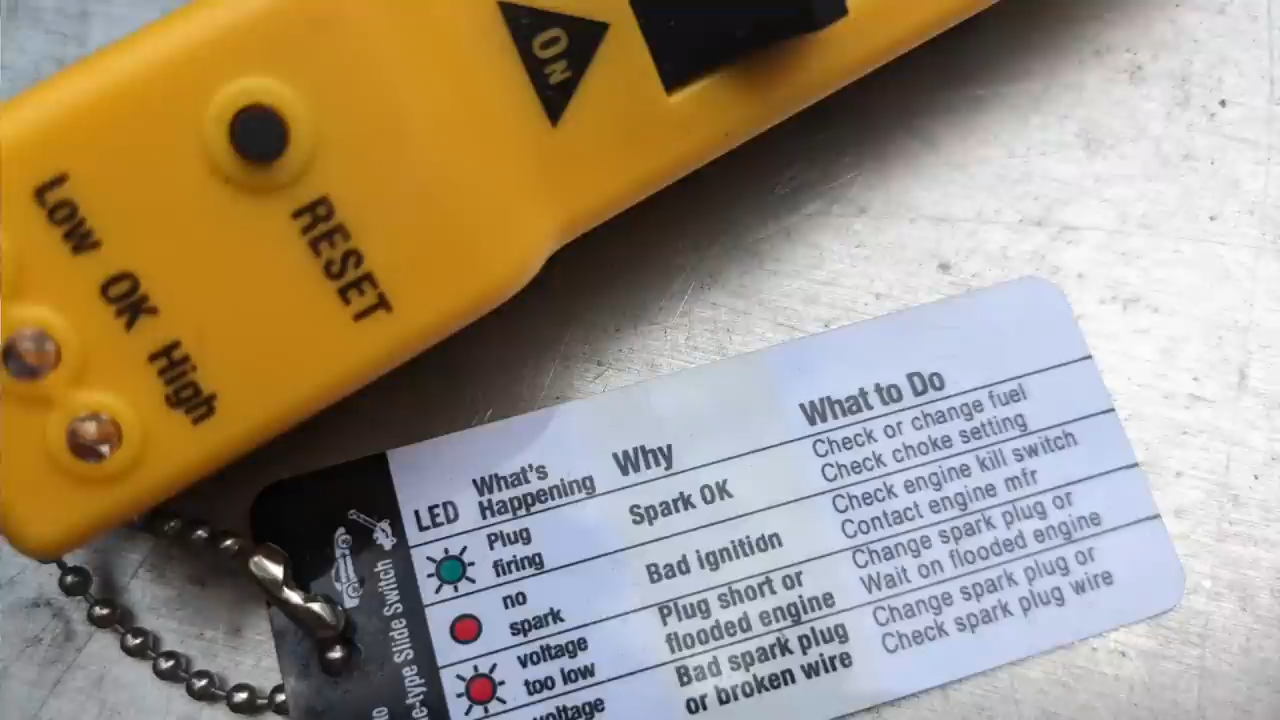 ON
RESET
Low OK High
e-type Slide Switch
LED What's Happening Why What to Do
Plug firing Spark OK Check or change fuel
Check choke setting
no spark Bad ignition Check engine kill switch
Contact engine mfr
voltage too low Plug short or flooded engine Change spark plug or
Wait on flooded engine
voltage Bad spark plug or broken wire Change spark plug or
Check spark plug wire